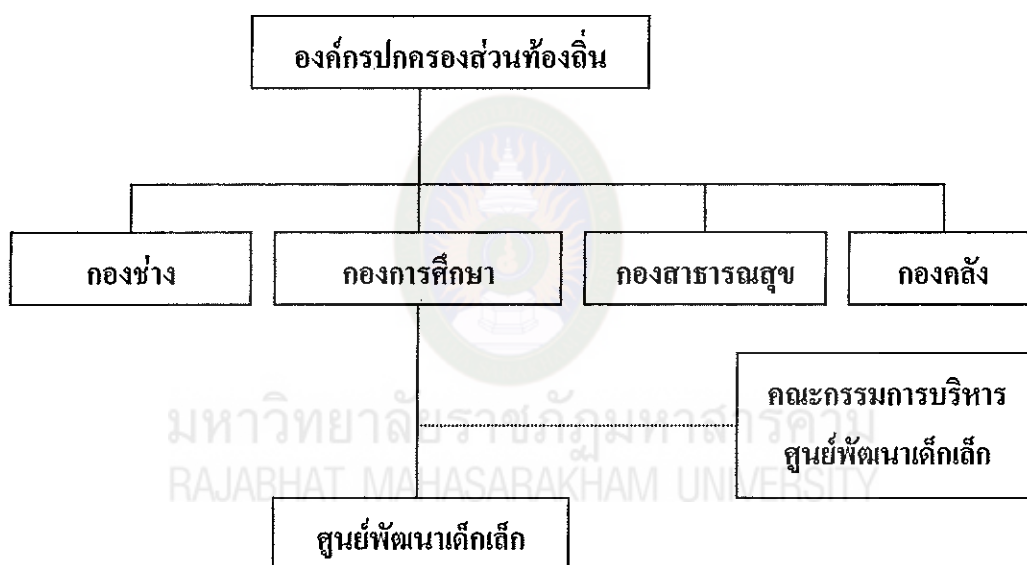 องค์กรปกครองส่วนท้องถิ่น
กองช่าง
กองการศึกษา
กองสาธารณสุข
กองคลัง
คณะกรรมการบริหาร
ศูนย์พัฒนาเด็กเล็ก
มหาวิทยาลัยราชภัฏมหาสารคาม
RAJABHAT MAHASARAKHAM UNIVERSITY
ศูนย์พัฒนาเด็กเล็ก